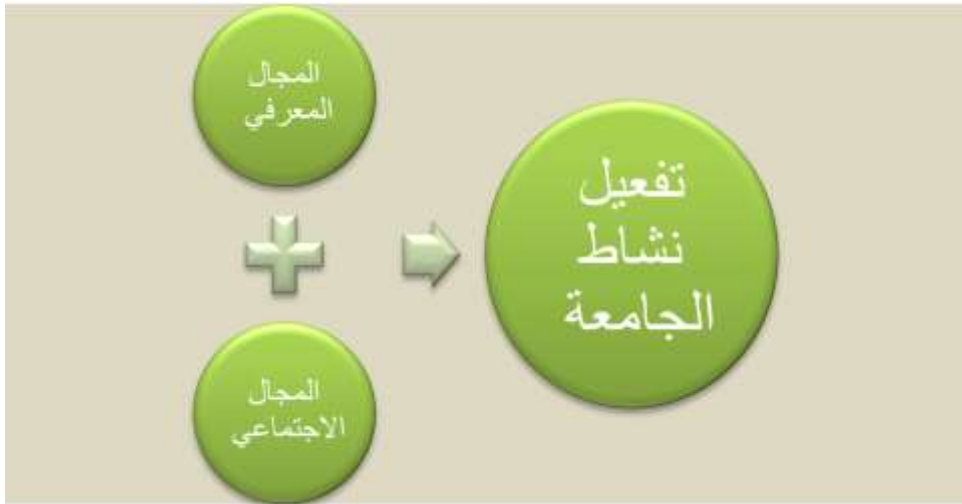 المجال
المعرفي
المجال
الاجتماعي
تفعيل
نشاط
الجامعة